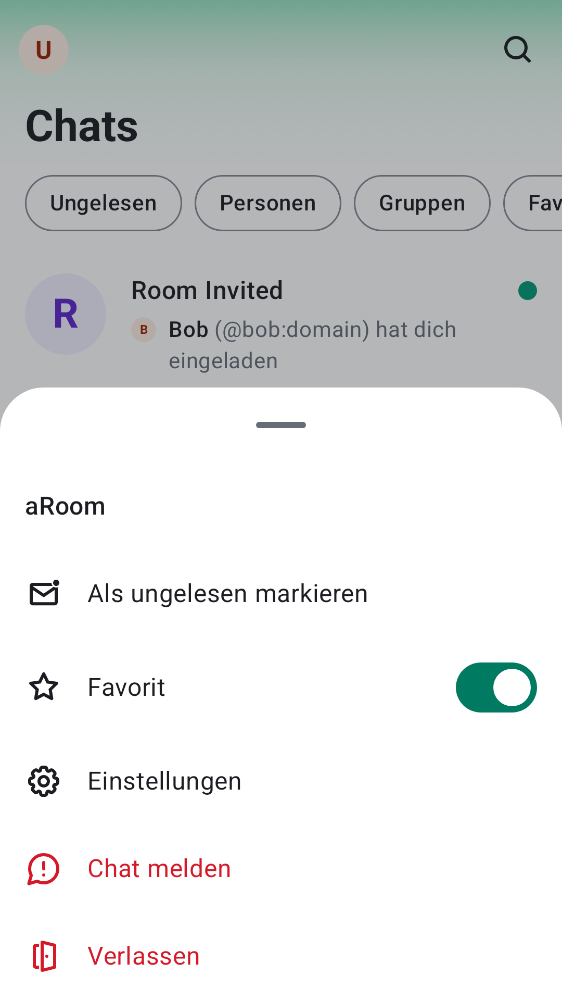 U
Chats
Ungelesen Personen Gruppen Fav
R
Room Invited
B Bob (@bob:domain) hat dich
eingeladen
aRoom
Als ungelesen markieren
Favorit
Einstellungen
Chat melden
Verlassen